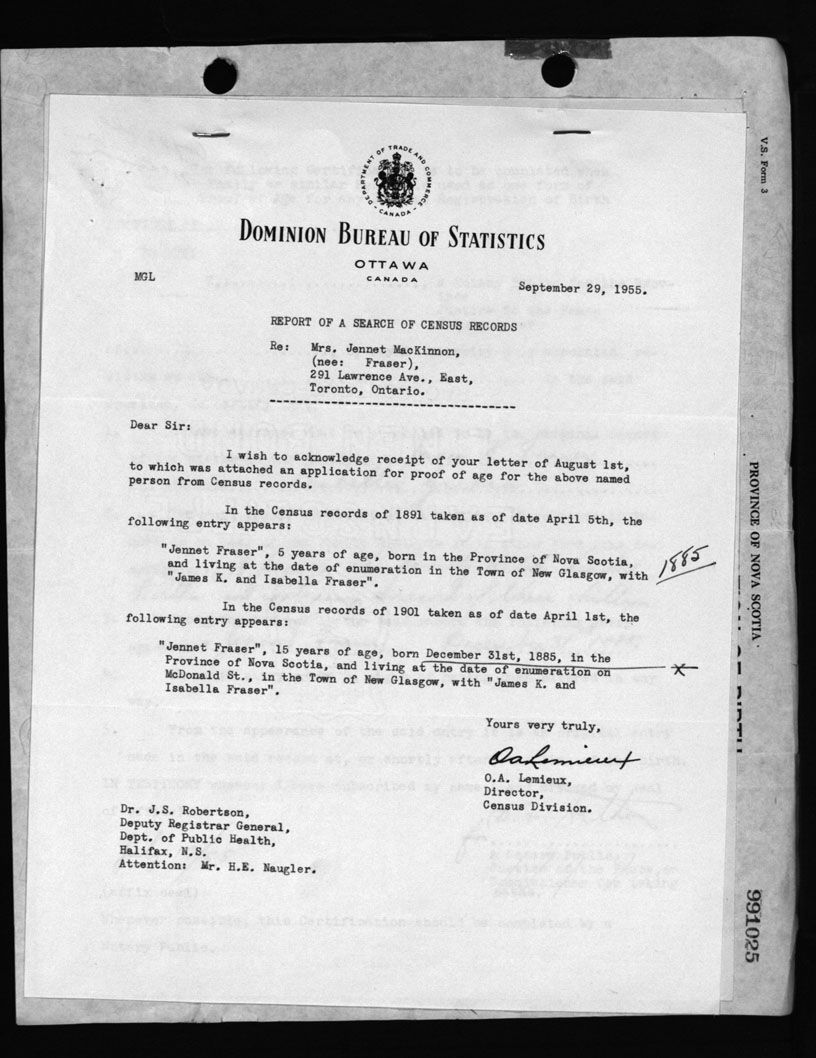 DEPARTMENT OF TRADE AND COMMERCE
CANADA
DOMINION BUREAU OF STATISTICS
OTTAWA
CANADA
MGL
September 29, 1955.
REPORT OF A SEARCH OF CENSUS RECORDS
Re: Mrs. Jennet MacKinnon,
(nee: Fraser),
291 Lawrence Ave., East,
Toronto, Ontario.
Dear Sir:
I wish to acknowledge receipt of your letter of August 1st,
to which was attached an application for proof of age for the above named
person from Census records.
In the Census records of 1891 taken as of date April 5th, the
following entry appears:
"Jennet Fraser", 5 years of age, born in the Province of Nova Scotia,
and living at the date of enumeration in the Town of New Glasgow, with
"James K. and Isabella Fraser".
1885
In the Census records of 1901 taken as of date April 1st, the
following entry appears:
"Jennet Fraser", 15 years of age, born December 31st, 1885, in the
Province of Nova Scotia, and living at the date of enumeration on
McDonald St., in the Town of New Glasgow, with "James K. and
Isabella Fraser".
X
Yours very truly,
OALemieux
O.A. Lemieux,
Director,
Census Division.
Dr. J.S. Robertson,
Deputy Registrar General,
Dept. of Public Health,
Halifax, N.S.
Attention: Mr. H.E. Naugler.
V.S. Form 3
PROVINCE OF NOVA SCOTIA
991025